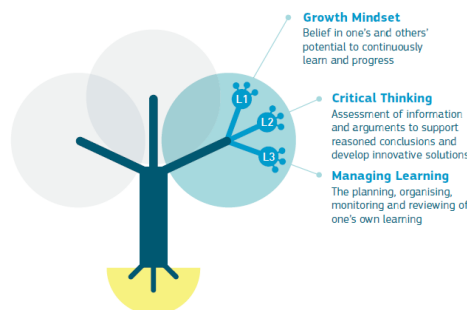 Growth Mindset
Belief in one's and others'
potential to continuously
learn and progress
L1
L2
L3
Critical Thinking
Assessment of information
and arguments to support
reasoned conclusions and
develop innovative solutions
Managing Learning
The planning, organising,
monitoring and reviewing of
one's own learning